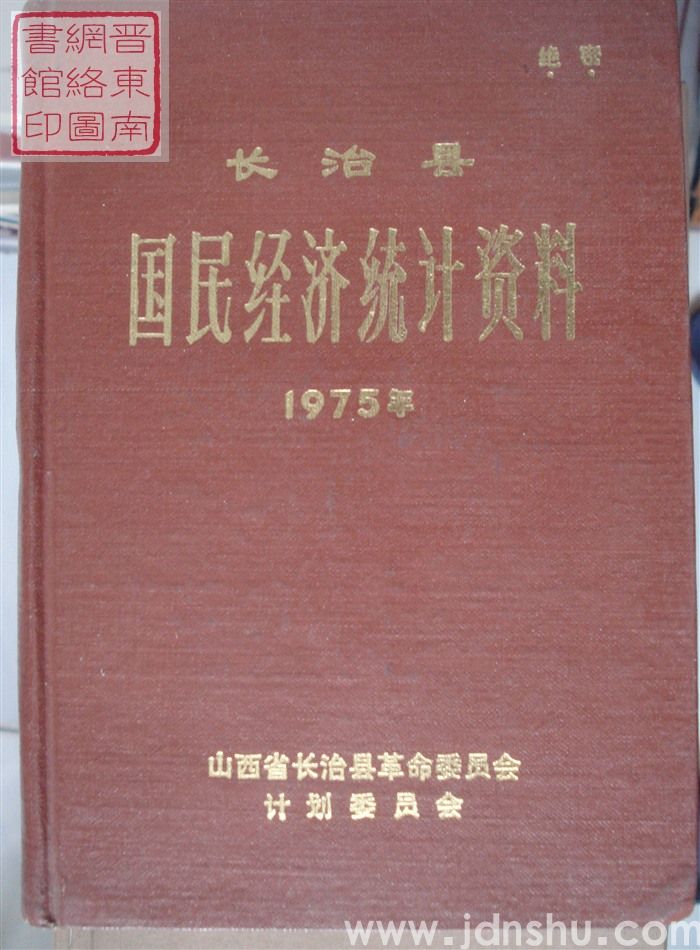 晋東南
網絡圖
書館印
绝密
长治县
国民经济统计资料
1975年
山西省长治县革命委员会
计划委员会
www.jdnshu.com